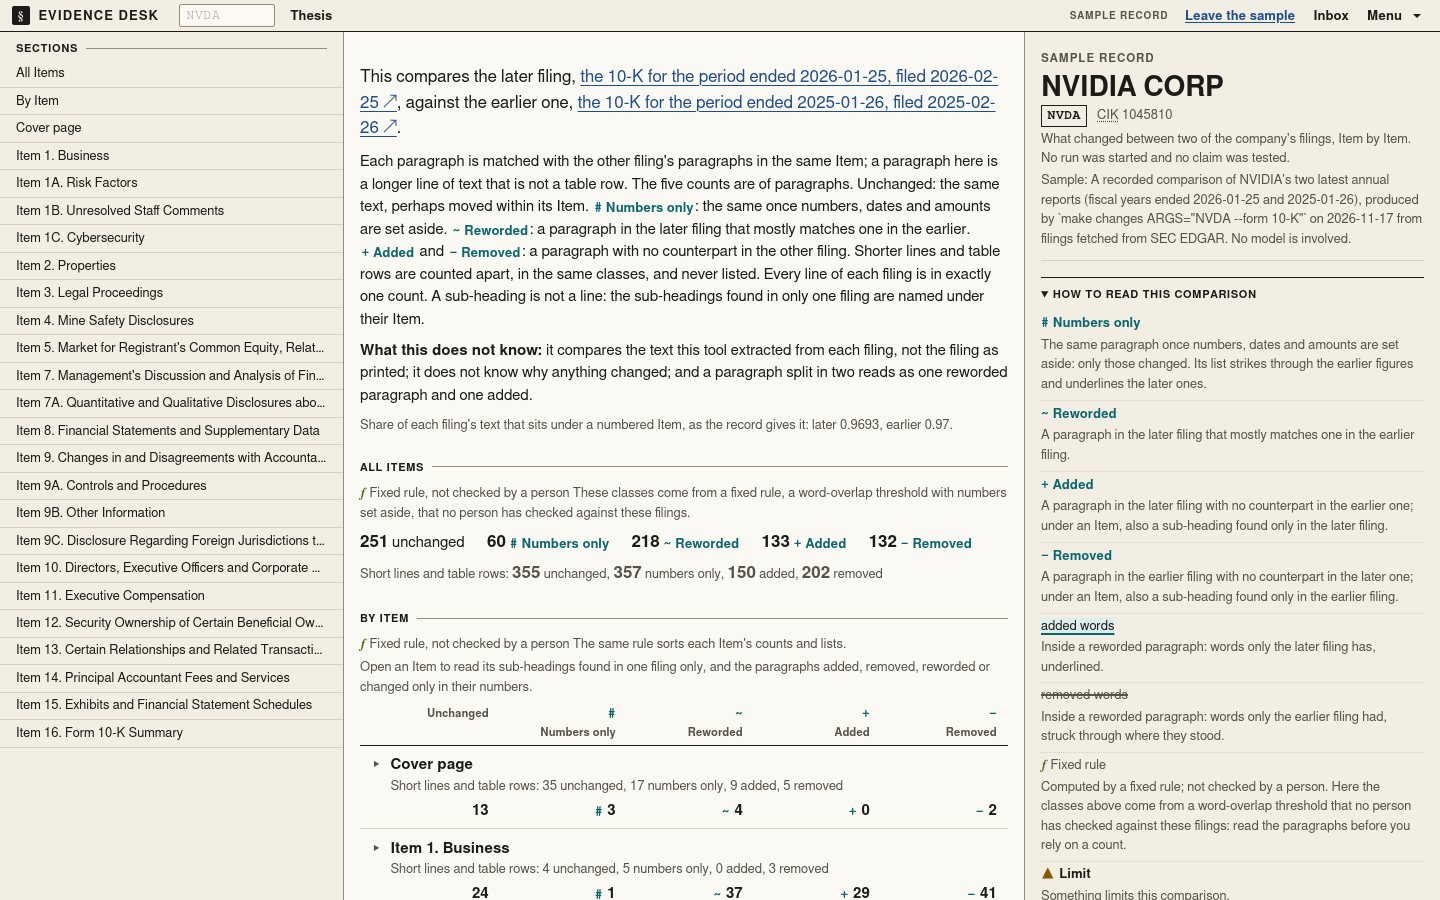 § EVIDENCE DESK NVDA Thesis SAMPLE RECORD Leave the sample Inbox Menu
SECTIONS
All Items
By Item
Cover page
Item 1. Business
Item 1A. Risk Factors
Item 1B. Unresolved Staff Comments
Item 1C. Cybersecurity
Item 2. Properties
Item 3. Legal Proceedings
Item 4. Mine Safety Disclosures
Item 5. Market for Registrant's Common Equity, Relat...
Item 7. Management's Discussion and Analysis of Fin...
Item 7A. Quantitative and Qualitative Disclosures abo...
Item 8. Financial Statements and Supplementary Data
Item 9. Changes in and Disagreements with Accounta...
Item 9A. Controls and Procedures
Item 9B. Other Information
Item 9C. Disclosure Regarding Foreign Jurisdictions t...
Item 10. Directors, Executive Officers and Corporate ...
Item 11. Executive Compensation
Item 12. Security Ownership of Certain Beneficial Ow...
Item 13. Certain Relationships and Related Transacti...
Item 14. Principal Accountant Fees and Services
Item 15. Exhibits and Financial Statement Schedules
Item 16. Form 10-K Summary
This compares the later filing, the 10-K for the period ended 2026-01-25, filed 2026-02-
25 ↗, against the earlier one, the 10-K for the period ended 2025-01-26, filed 2025-02-
26 ↗.
Each paragraph is matched with the other filing's paragraphs in the same Item; a paragraph here is
a longer line of text that is not a table row. The five counts are of paragraphs. Unchanged: the same
text, perhaps moved within its Item. # Numbers only: the same once numbers, dates and amounts
are set aside. ~ Reworded: a paragraph in the later filing that mostly matches one in the earlier.
+ Added and − Removed: a paragraph with no counterpart in the other filing. Shorter lines and table
rows are counted apart, in the same classes, and never listed. Every line of each filing is in exactly
one count. A sub-heading is not a line: the sub-headings found in only one filing are named under
their Item.
What this does not know: it compares the text this tool extracted from each filing, not the filing as
printed; it does not know why anything changed; and a paragraph split in two reads as one reworded
paragraph and one added.
Share of each filing's text that sits under a numbered Item, as the record gives it: later 0.9693, earlier 0.97.
ALL ITEMS
ƒ Fixed rule, not checked by a person These classes come from a fixed rule, a word-overlap threshold with numbers
set aside, that no person has checked against these filings.
251 unchanged 60 # Numbers only 218 ~ Reworded 133 + Added 132 − Removed
Short lines and table rows: 355 unchanged, 357 numbers only, 150 added, 202 removed
BY ITEM
ƒ Fixed rule, not checked by a person The same rule sorts each Item's counts and lists.
Open an Item to read its sub-headings found in one filing only, and the paragraphs added, removed, reworded or
changed only in their numbers.
Unchanged # ~ + −
Numbers only Reworded Added Removed
Cover page
Short lines and table rows: 35 unchanged, 17 numbers only, 9 added, 5 removed
13 # 3 ~ 4 + 0 − 2
Item 1. Business
Short lines and table rows: 4 unchanged, 5 numbers only, 0 added, 3 removed
24 # 1 ~ 37 + 29 − 41
SAMPLE RECORD
NVIDIA CORP
NVDA CIK 1045810
What changed between two of the company's filings, Item by Item.
No run was started and no claim was tested.
Sample: A recorded comparison of NVIDIA's two latest annual
reports (fiscal years ended 2026-01-25 and 2025-01-26), produced
by `make changes ARGS="NVDA --form 10-K"` on 2026-11-17 from
filings fetched from SEC EDGAR. No model is involved.
HOW TO READ THIS COMPARISON
# Numbers only
The same paragraph once numbers, dates and amounts are set
aside: only those changed. Its list strikes through the earlier figures
and underlines the later ones.
~ Reworded
A paragraph in the later filing that mostly matches one in the earlier
filing.
+ Added
A paragraph in the later filing with no counterpart in the earlier one;
under an Item, also a sub-heading found only in the later filing.
− Removed
A paragraph in the earlier filing with no counterpart in the later one;
under an Item, also a sub-heading found only in the earlier filing.
added words
Inside a reworded paragraph: words only the later filing has,
underlined.
removed words
Inside a reworded paragraph: words only the earlier filing had,
struck through where they stood.
ƒ Fixed rule
Computed by a fixed rule; not checked by a person. Here the
classes above come from a word-overlap threshold that no person
has checked against these filings: read the paragraphs before you
rely on a count.
Limit
Something limits this comparison.